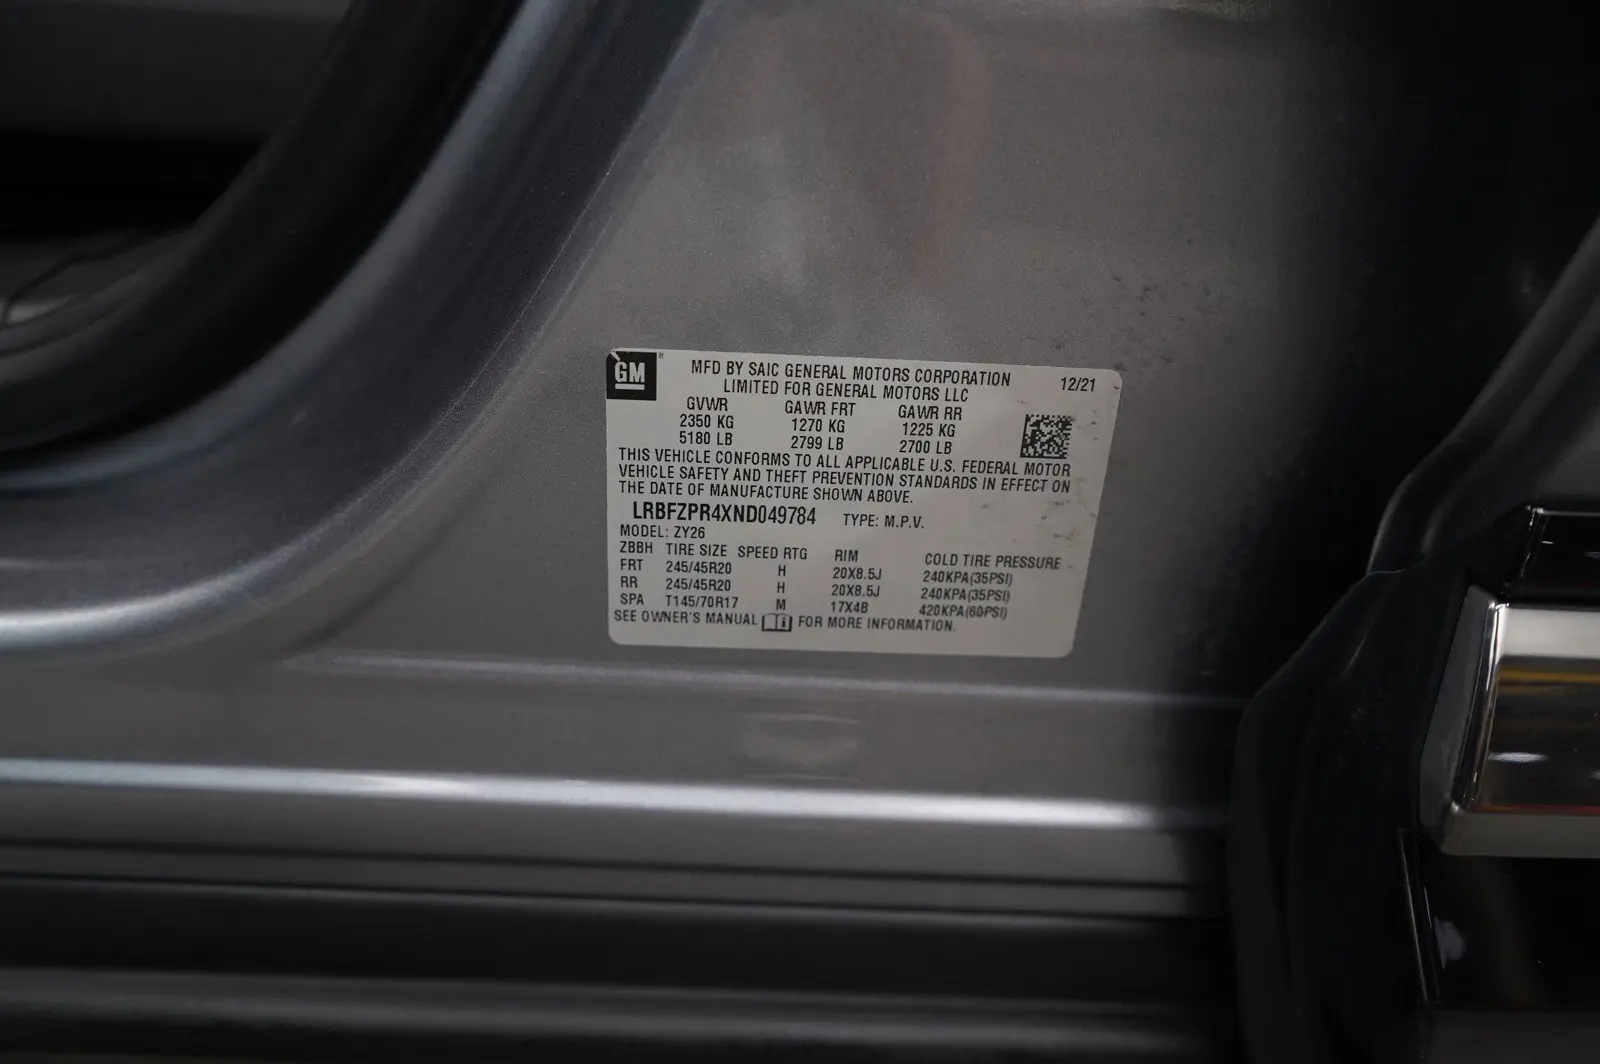 GM
MFD BY SAIC GENERAL MOTORS CORPORATION 12/21
LIMITED FOR GENERAL MOTORS LLC
GVWR GAWR FRT GAWR RR
2350 KG 1270 KG 1225 KG
5180 LB 2799 LB 2700 LB
THIS VEHICLE CONFORMS TO ALL APPLICABLE U.S. FEDERAL MOTOR
VEHICLE SAFETY AND THEFT PREVENTION STANDARDS IN EFFECT ON
THE DATE OF MANUFACTURE SHOWN ABOVE.
LRBFZPR4XND049784 TYPE: M.P.V.
MODEL: ZY26
ZBBH TIRE SIZE SPEED RTG RIM COLD TIRE PRESSURE
FRT 245/45R20 H 20X8.5J 240KPA(35PSI)
RR 245/45R20 H 20X8.5J 240KPA(35PSI)
SPA T145/70R17 M 17X4B 420KPA(60PSI)
SEE OWNER'S MANUAL FOR MORE INFORMATION.